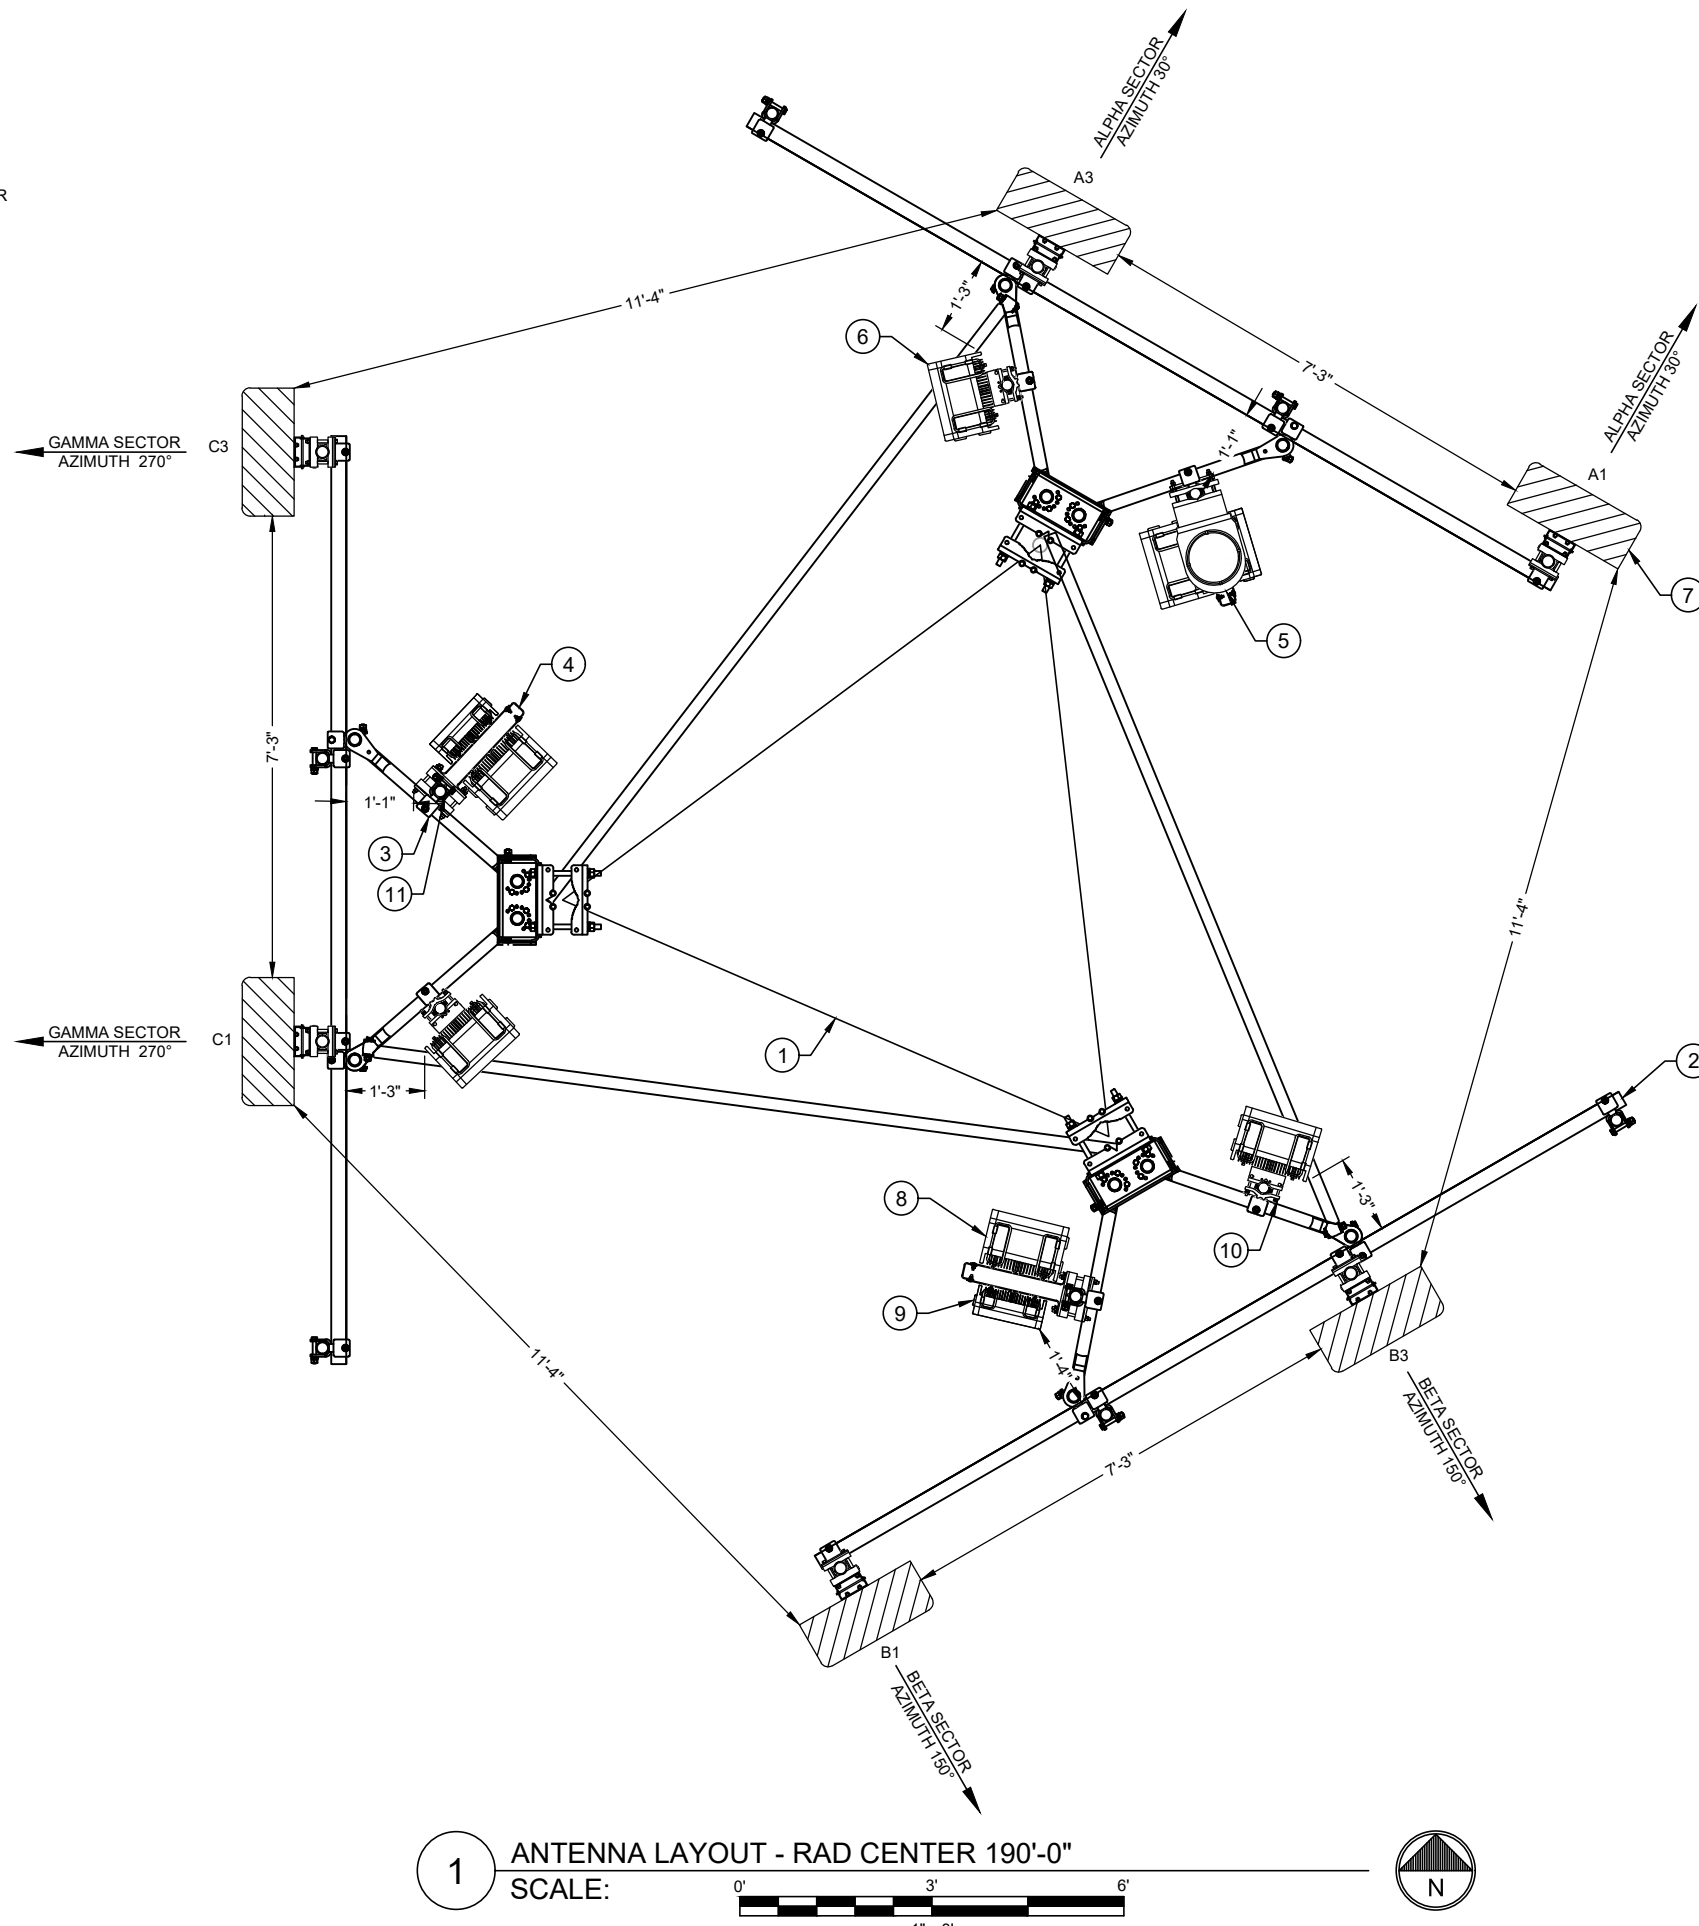 ALPHA SECTOR
AZIMUTH 30°
A3
R
11'-4"
1'-3"
6
7'-3"
ALPHA SECTOR
AZIMUTH 30°
GAMMA SECTOR
AZIMUTH 270°
C3
1'-1"
A1
7
5
4
7'-3"
1'-1"
3
11
11'-4"
GAMMA SECTOR
AZIMUTH 270°
C1
1
2
1'-3"
8
1'-3"
10
9
1'-4"
11'-4"
B3
BETA SECTOR
AZIMUTH 150°
7'-3"
B1
BETA SECTOR
AZIMUTH 150°
1
ANTENNA LAYOUT - RAD CENTER 190'-0"
SCALE:
0'
3'
6'
N